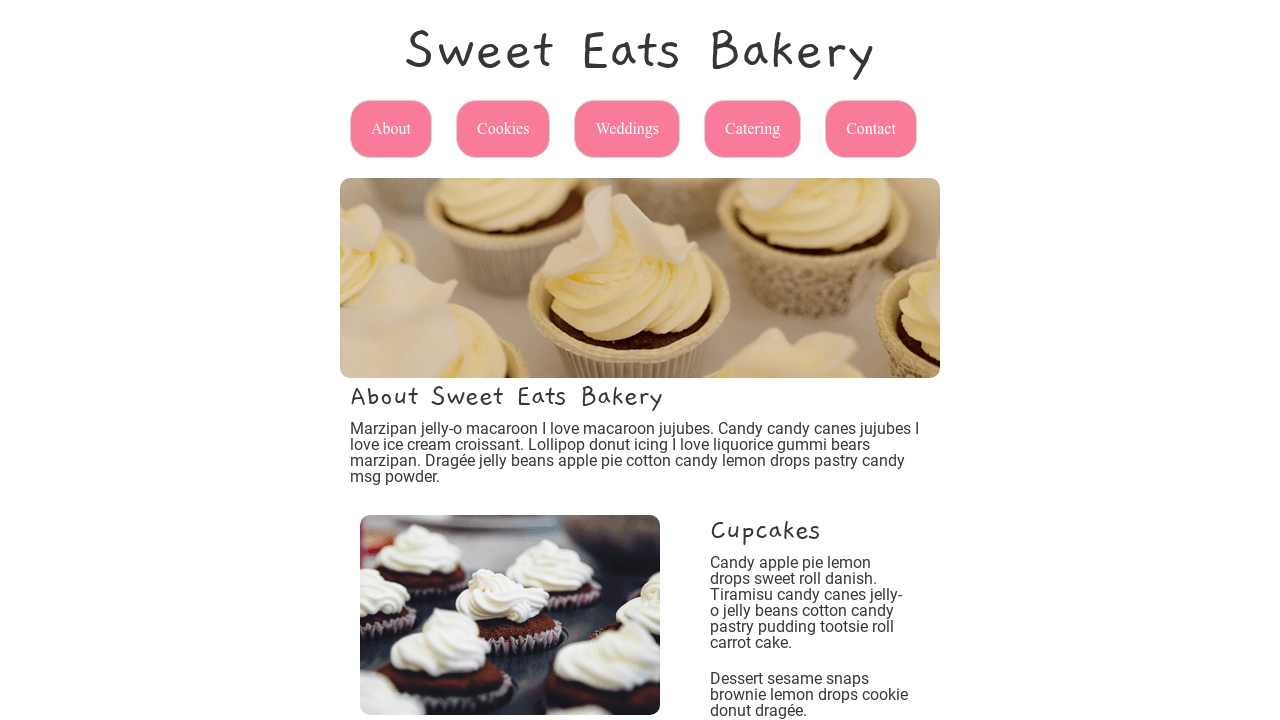 Sweet Eats Bakery
About Cookies Weddings Catering Contact
About Sweet Eats Bakery
Marzipan jelly-o macaroon I love macaroon jujubes. Candy candy canes jujubes I
love ice cream croissant. Lollipop donut icing I love liquorice gummi bears
marzipan. Dragée jelly beans apple pie cotton candy lemon drops pastry candy
msg powder.
Cupcakes
Candy apple pie lemon
drops sweet roll danish.
Tiramisu candy canes jelly-
o jelly beans cotton candy
pastry pudding tootsie roll
carrot cake.
Dessert sesame snaps
brownie lemon drops cookie
donut dragée.